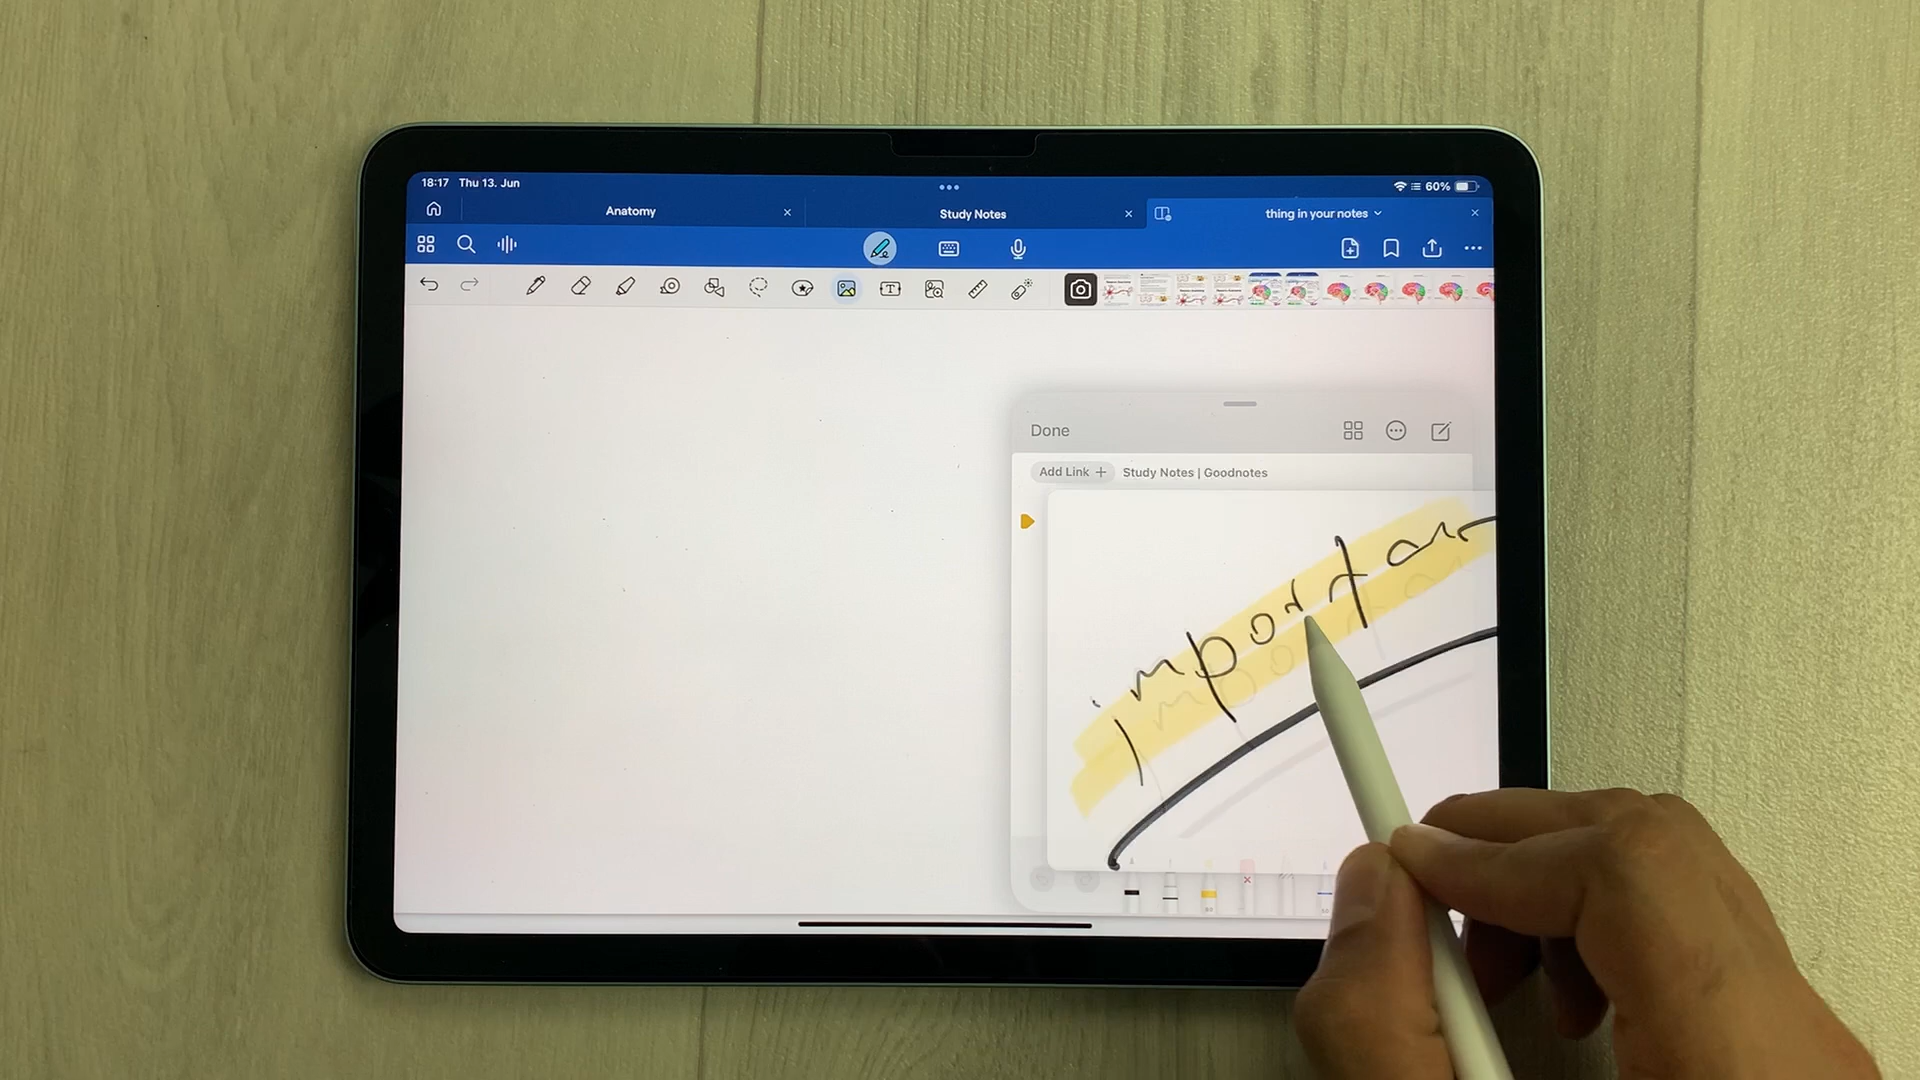 18:17 Thu 13. Jun
60%
Anatomy
Study Notes
thing in your notes
Done
Add Link +
Study Notes | Goodnotes
importan